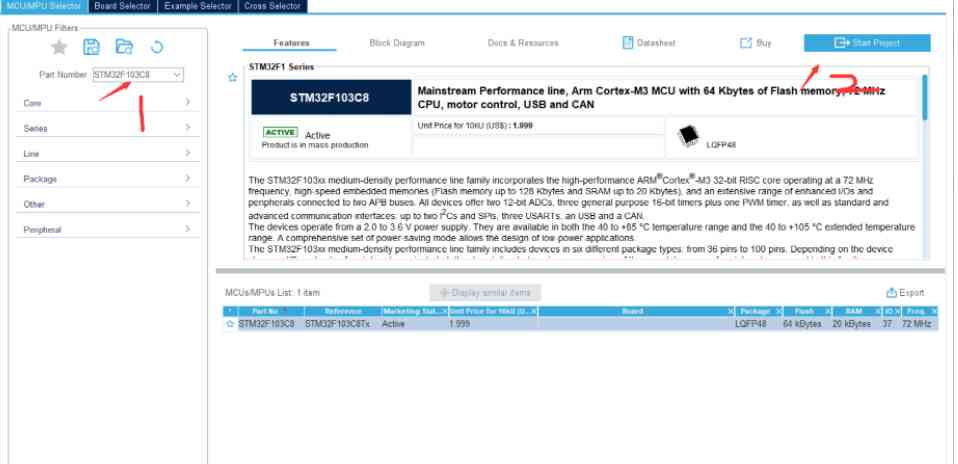 MCU/MPU Selector Board Selector Example Selector Cross Selector
MCU/MPU Filters
Part Number STM32F103C8
Core
Series
Line
Package
Other
Peripheral
1
Features Block Diagram Docs & Resources Datasheet Buy Start Project
2
STM32F1 Series
STM32F103C8
Mainstream Performance line, Arm Cortex-M3 MCU with 64 Kbytes of Flash memory, 72 MHz
CPU, motor control, USB and CAN
ACTIVE Active
Product is in mass production
Unit Price for 10kU (US$) : 1.999
LQFP48
The STM32F103xx medium-density performance line family incorporates the high-performance ARM®Cortex®-M3 32-bit RISC core operating at a 72 MHz
frequency, high-speed embedded memories (Flash memory up to 128 Kbytes and SRAM up to 20 Kbytes), and an extensive range of enhanced I/Os and
peripherals connected to two APB buses. All devices offer two 12-bit ADCs, three general purpose 16-bit timers plus one PWM timer, as well as standard and
advanced communication interfaces: up to two I²Cs and SPIs, three USARTs, an USB and a CAN.
The devices operate from a 2.0 to 3.6 V power supply. They are available in both the 40 to +85 °C temperature range and the 40 to +105 °C extended temperature
range. A comprehensive set of power-saving mode allows the design of low-power applications.
The STM32F103xx medium-density performance line family includes devices in six different package types: from 36 pins to 100 pins. Depending on the device
MCUs/MPUs List: 1 item
Display similar items
Export
* Part No Reference Marketing Stat... X Unit Price for 10kU (U... X Board X Package X Flash X RAM X IO X Freq. X
STM32F103C8 STM32F103C8Tx Active 1.999 LQFP48 64 kBytes 20 kBytes 37 72 MHz